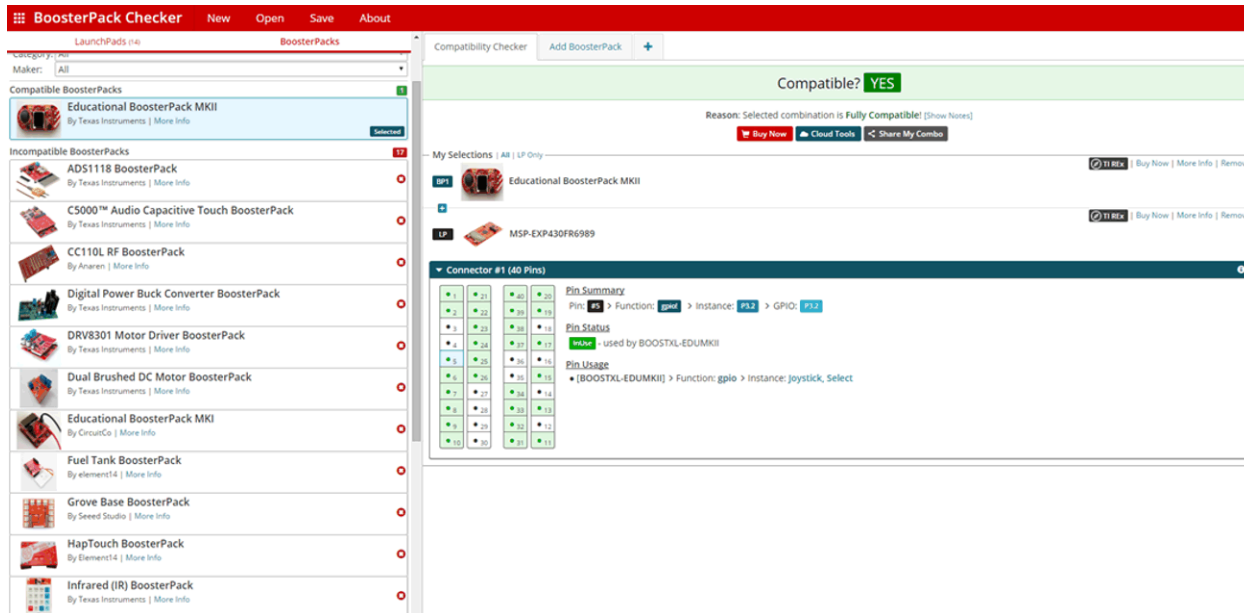 BoosterPack Checker New Open Save About
LaunchPads (14) BoosterPacks
Category: All
Maker: All
Compatible BoosterPacks 1
Educational BoosterPack MKII
By Texas Instruments | More Info
Selected
Incompatible BoosterPacks 17
ADS1118 BoosterPack
By Texas Instruments | More Info
C5000™ Audio Capacitive Touch BoosterPack
By Texas Instruments | More Info
CC110L RF BoosterPack
By Anaren | More Info
Digital Power Buck Converter BoosterPack
By Texas Instruments | More Info
DRV8301 Motor Driver BoosterPack
By Texas Instruments | More Info
Dual Brushed DC Motor BoosterPack
By Texas Instruments | More Info
Educational BoosterPack MKI
By CircuitCo | More Info
Fuel Tank BoosterPack
By element14 | More Info
Grove Base BoosterPack
By Seeed Studio | More Info
HapTouch BoosterPack
By Element14 | More Info
Infrared (IR) BoosterPack
By Texas Instruments | More Info
Compatibility Checker Add BoosterPack +
Compatible? YES
Reason: Selected combination is Fully Compatible! [Show Notes]
Buy Now Cloud Tools Share My Combo
My Selections | All | LP Only
TI REx | Buy Now | More Info | Remov
BP1 Educational BoosterPack MKII
+
TI REx | Buy Now | More Info | Remov
LP MSP-EXP430FR6989
Connector #1 (40 Pins)
1 21 40 20
2 22 39 19
3 23 38 18
4 24 37 17
5 25 36 16
6 26 35 15
7 27 34 14
8 28 33 13
9 29 32 12
10 30 31 11
Pin Summary
Pin: #5 > Function: gpio! > Instance: P3.2 > GPIO: P3.2
Pin Status
InUse - used by BOOSTXL-EDUMKII
Pin Usage
• [BOOSTXL-EDUMKII] > Function: gpio > Instance: Joystick, Select